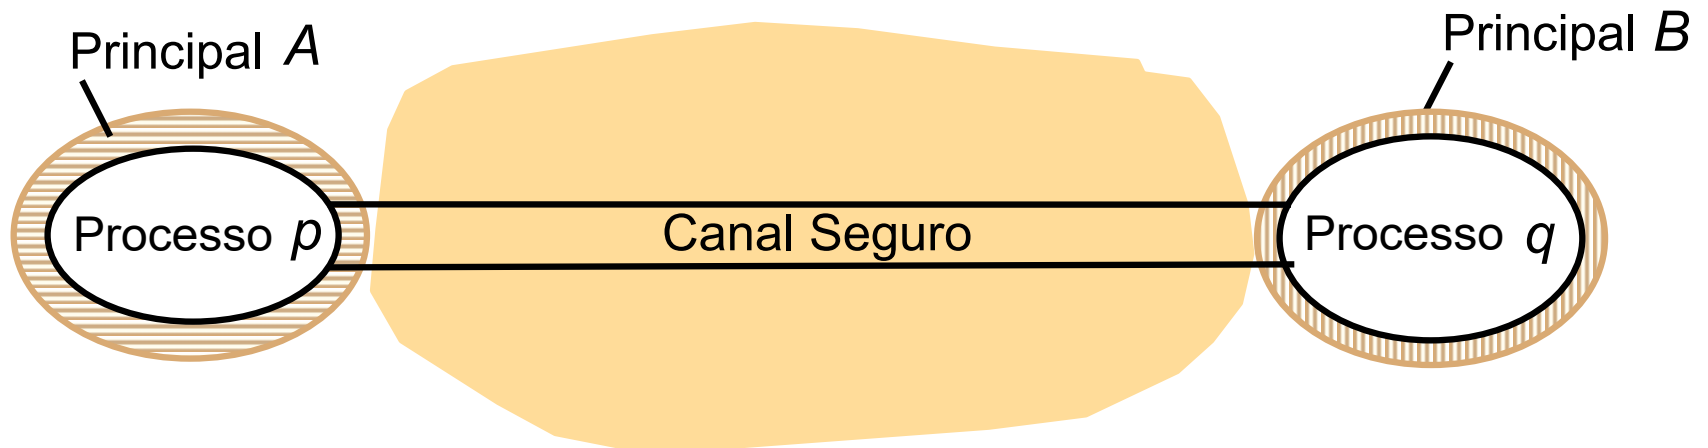 Principal A
Principal B
Processo p
Canal Seguro
Processo q